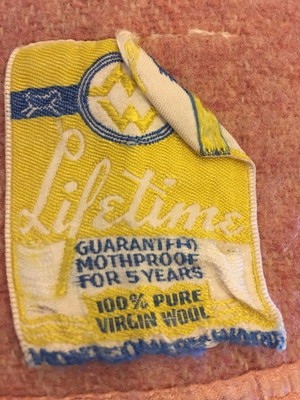 Lifetime
GUARANTEED
MOTHPROOF
FOR 5 YEARS
100% PURE
VIRGIN WOOL